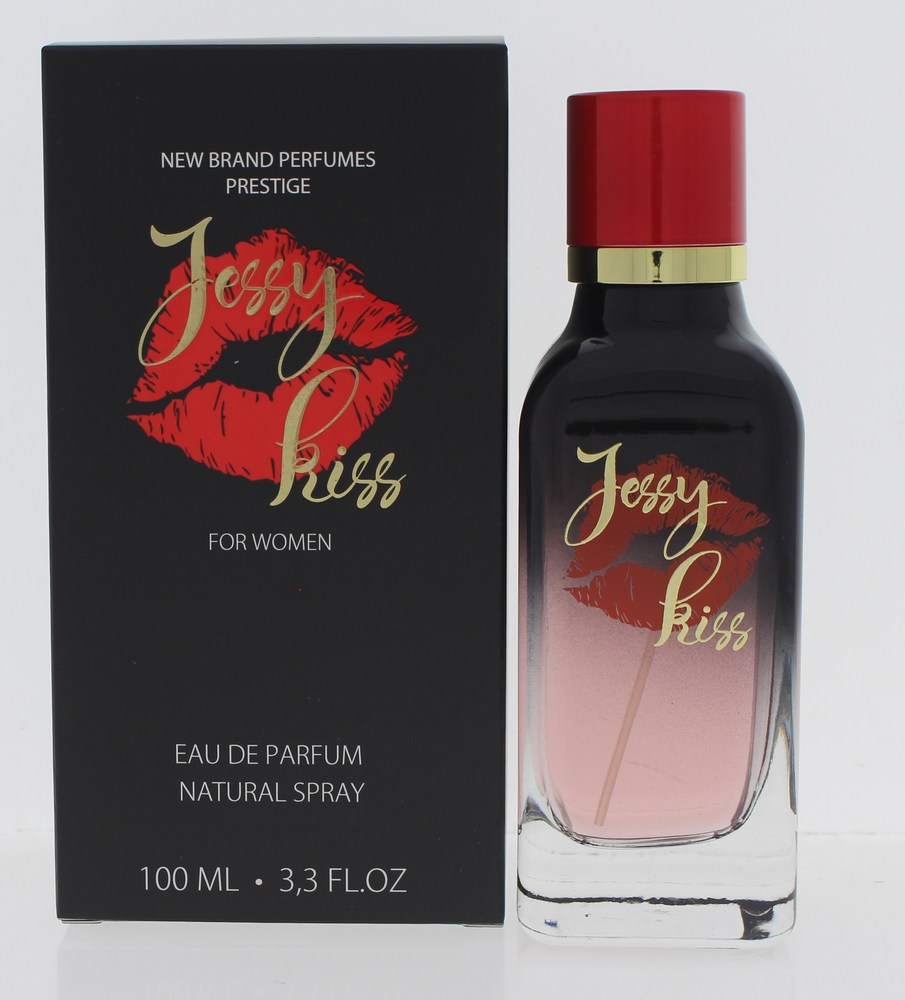 NEW BRAND PERFUMES
PRESTIGE
Jessy
kiss
FOR WOMEN
EAU DE PARFUM
NATURAL SPRAY
100 ML • 3,3 FL.OZ
Jessy
kiss